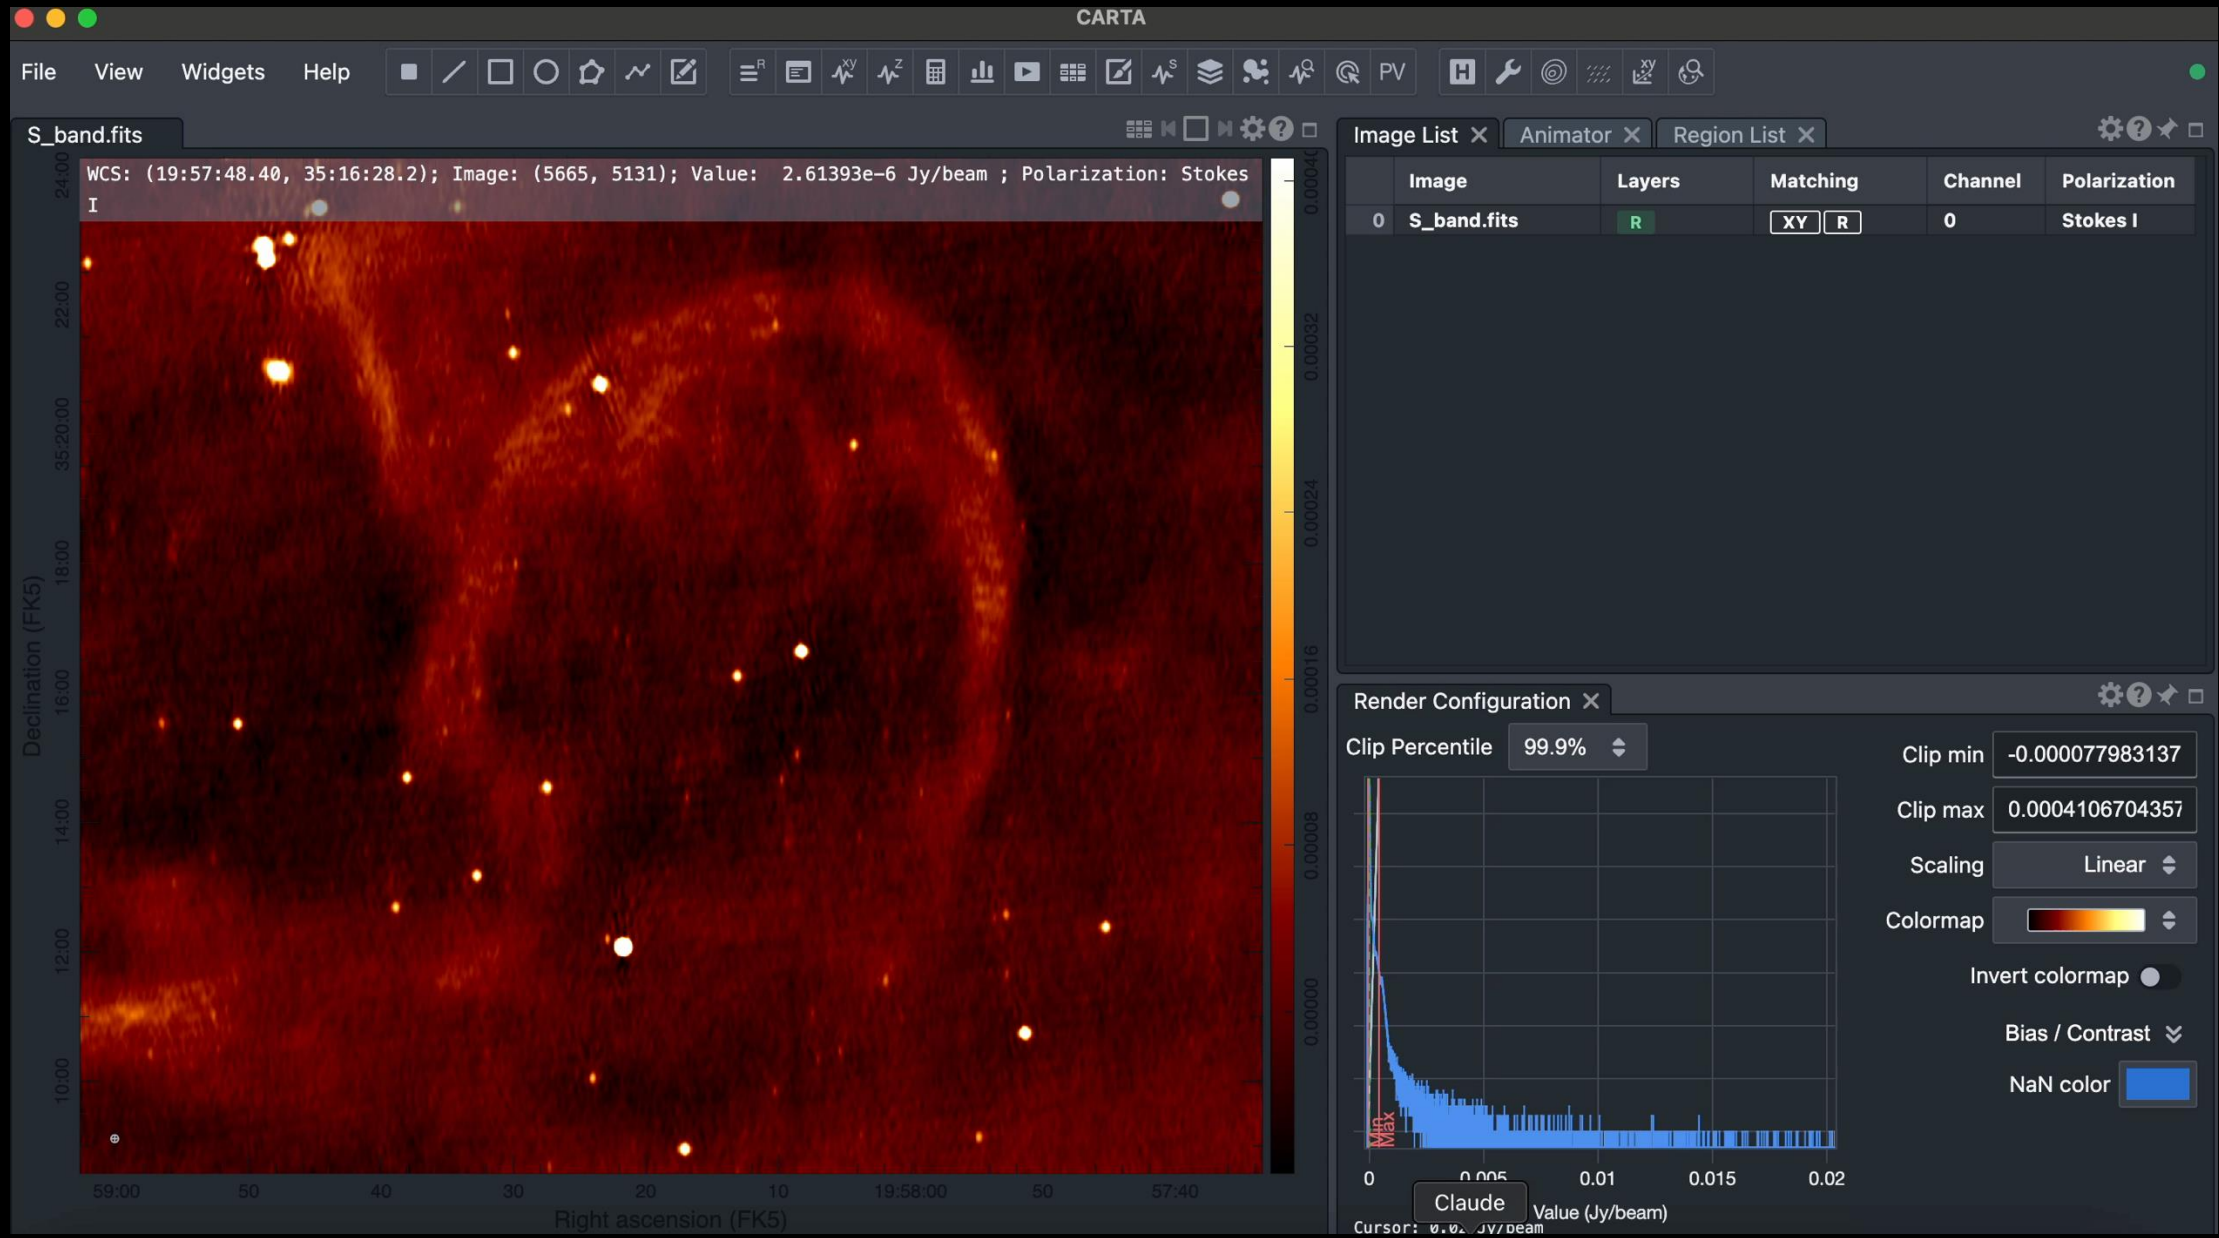 CARTA
File View Widgets Help
R XY Z S PV H XY
S_band.fits
WCS: (19:57:48.40, 35:16:28.2); Image: (5665, 5131); Value: 2.61393e-6 Jy/beam ; Polarization: Stokes
I
24:00
22:00
35:20:00
18:00
16:00
14:00
12:00
10:00
Declination (FK5)
59:00 50 40 30 20 10 19:58:00 50 57:40
Right ascension (FK5)
0.00032
0.00024
0.00016
0.00008
0.00000
Image List Animator Region List
Image Layers Matching Channel Polarization
0 S_band.fits R XY R 0 Stokes I
Render Configuration
Clip Percentile 99.9%
Clip min -0.000077983137
Clip max 0.0004106704357
Scaling Linear
Colormap
Invert colormap
Bias / Contrast
NaN color
Min
Max
0 0.005 0.01 0.015 0.02
Claude
Value (Jy/beam)
Cursor: Jy/beam